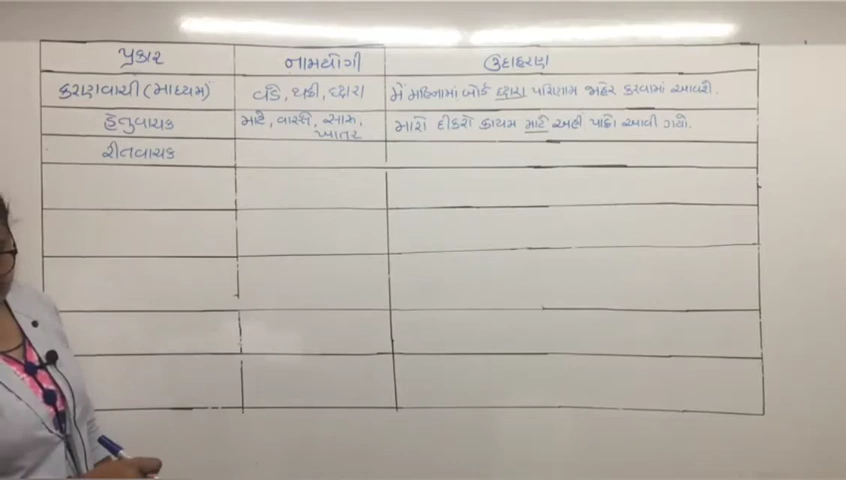 પ્રકાર નામયોગી ઉદાહરણ
કરણવાચી (માધ્યમ) વડે, થકી, દ્વારા મે મહિનામાં બોર્ડ દ્વારા પરિણામ જાહેર કરવામાં આવશે.
હેતુવાચક માટે, વાસ્તે, સારુ, મારો દીકરો કાયમ માટે અહીં પાછો આવી ગયો.
ખાતર
રીતવાચક